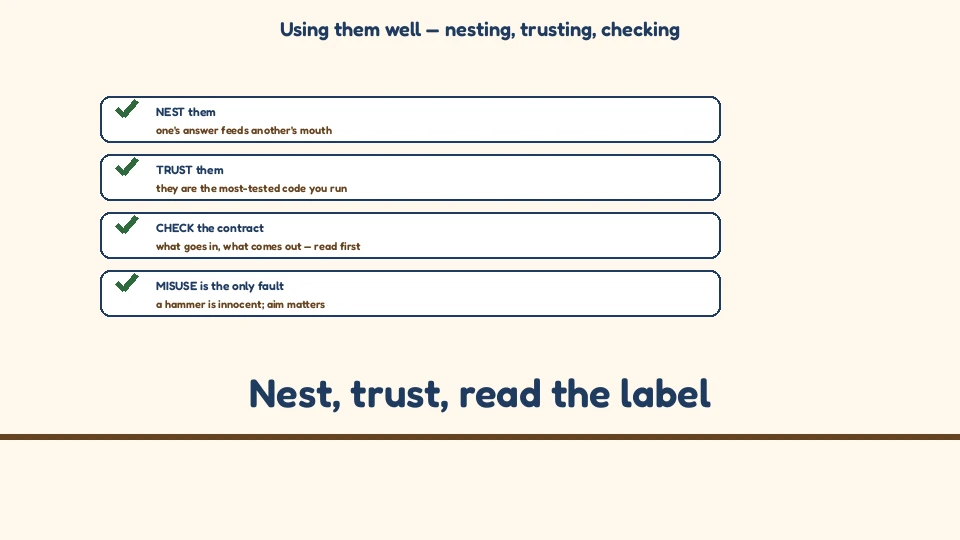 Using them well — nesting, trusting, checking
NEST them
one's answer feeds another's mouth
TRUST them
they are the most-tested code you run
CHECK the contract
what goes in, what comes out — read first
MISUSE is the only fault
a hammer is innocent; aim matters
Nest, trust, read the label